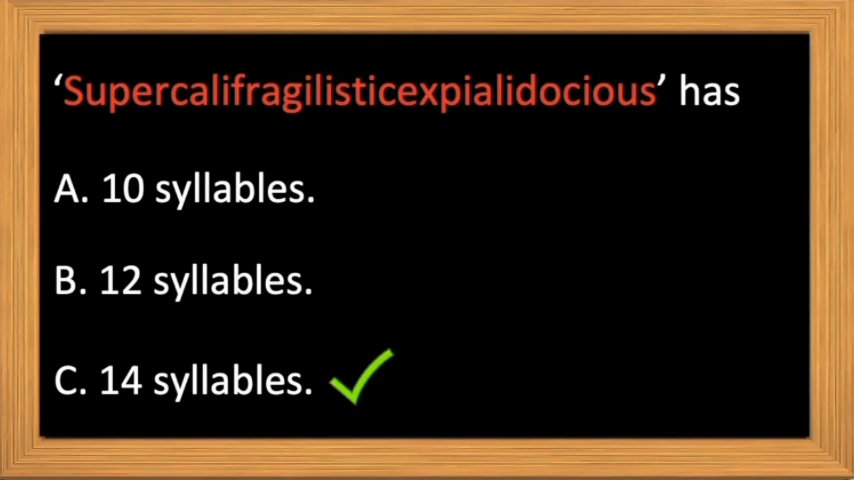 ‘Supercalifragilisticexpialidocious’ has
A. 10 syllables.
B. 12 syllables.
C. 14 syllables.